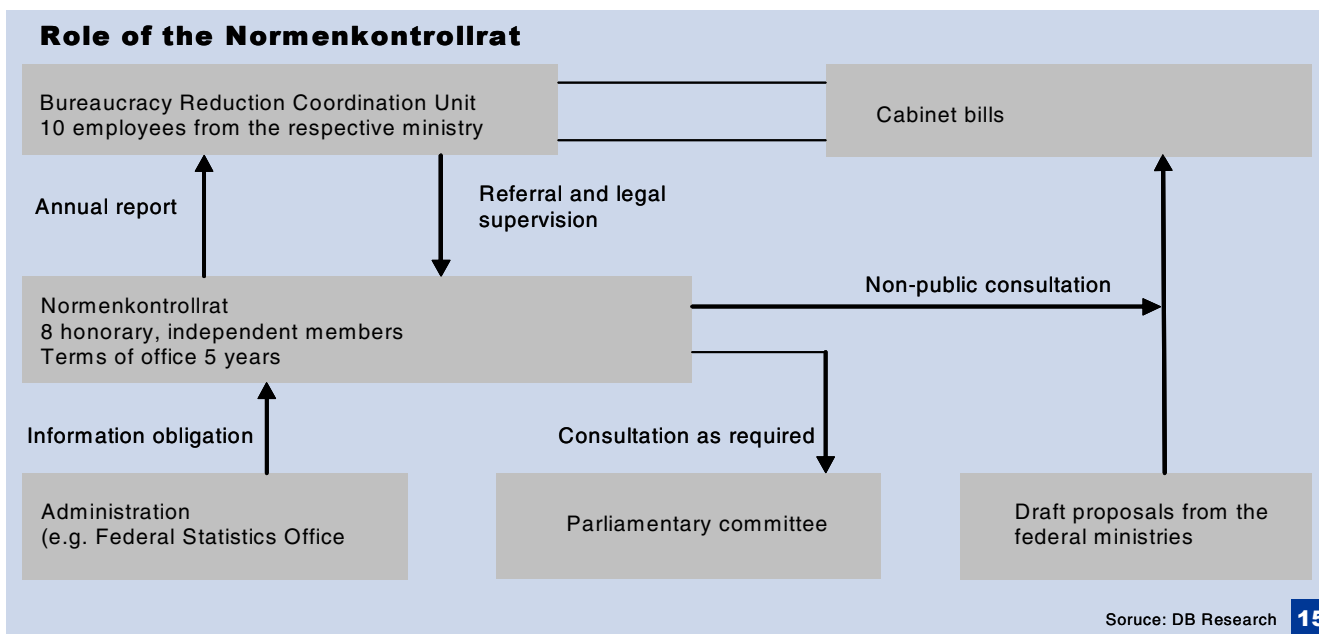 Role of the Normenkontrollrat
Bureaucracy Reduction Coordination Unit
10 employees from the respective ministry
Cabinet bills
Annual report
Referral and legal
supervision
Normenkontrollrat
8 honorary, independent members
Terms of office 5 years
Non-public consultation
Information obligation
Consultation as required
Administration
(e.g. Federal Statistics Office
Parliamentary committee
Draft proposals from the
federal ministries
Soruce: DB Research
15